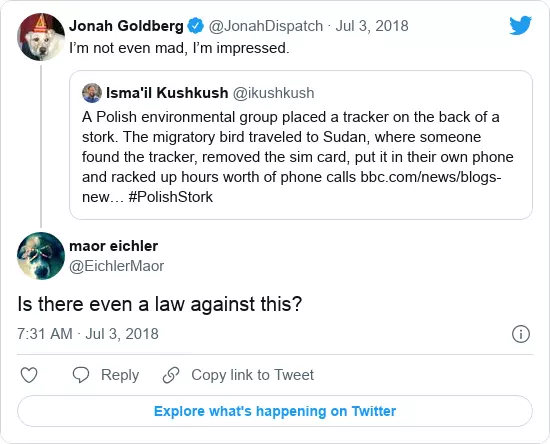 Jonah Goldberg @JonahDispatch · Jul 3, 2018
I'm not even mad, I'm impressed.
Isma'il Kushkush @ikushkush
A Polish environmental group placed a tracker on the back of a
stork. The migratory bird traveled to Sudan, where someone
found the tracker, removed the sim card, put it in their own phone
and racked up hours worth of phone calls bbc.com/news/blogs-
new… #PolishStork
maor eichler
@EichlerMaor
Is there even a law against this?
7:31 AM · Jul 3, 2018
Reply
Copy link to Tweet
Explore what's happening on Twitter